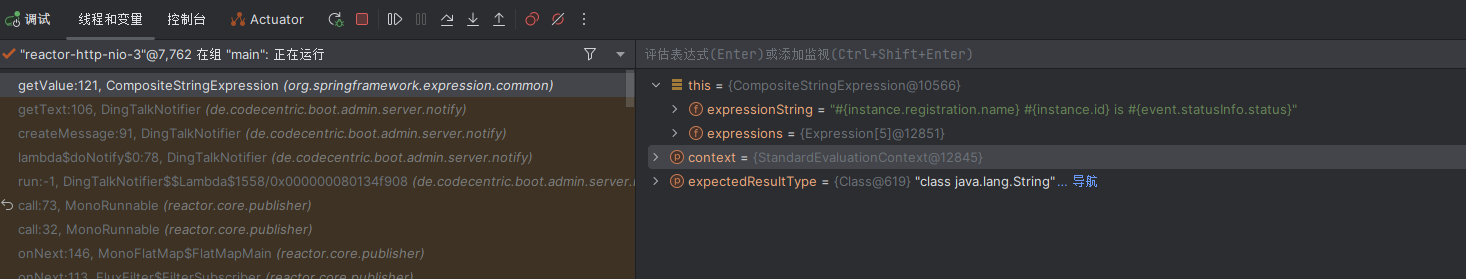 调试 线程和变量 控制台 Actuator
"reactor-http-nio-3"@7,762 在组 "main": 正在运行
评估表达式(Enter)或添加监视(Ctrl+Shift+Enter)
getValue:121, CompositeStringExpression (org.springframework.expression.common)
getText:106, DingTalkNotifier (de.codecentric.boot.admin.server.notify)
createMessage:91, DingTalkNotifier (de.codecentric.boot.admin.server.notify)
lambda$doNotify$0:78, DingTalkNotifier (de.codecentric.boot.admin.server.notify)
run:-1, DingTalkNotifier$$Lambda$1558/0x000000080134f908 (de.codecentric.boot.admin.server.
call:73, MonoRunnable (reactor.core.publisher)
call:32, MonoRunnable (reactor.core.publisher)
onNext:146, MonoFlatMap$FlatMapMain (reactor.core.publisher)
onNext:113, FluxFilter$FilterSubscriber (reactor.core.publisher)
this = {CompositeStringExpression@10566}
expressionString = "#{instance.registration.name} #{instance.id} is #{event.statusInfo.status}"
expressions = {Expression[5]@12851}
context = {StandardEvaluationContext@12845}
expectedResultType = {Class@619} "class java.lang.String"... 导航